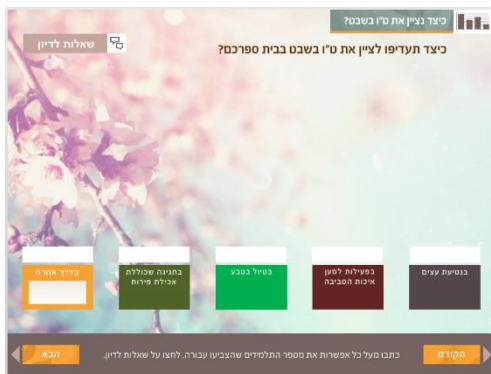 כיצד נציין את ט"ו בשבט?
שאלות לדיון
כיצד תעדיפו לציין את ט"ו בשבט בבית ספרכם?
בנטיעת עצים
בפעילות למען
איכות הסביבה
בטיול בטבע
בחגיגה שכוללת
אכילת פירות
בדרך אחרת
הקודם
כתבו מעל כל אפשרות את מספר התלמידים שהצביעו עבורה. לחצו על שאלות לדיון.
הבא